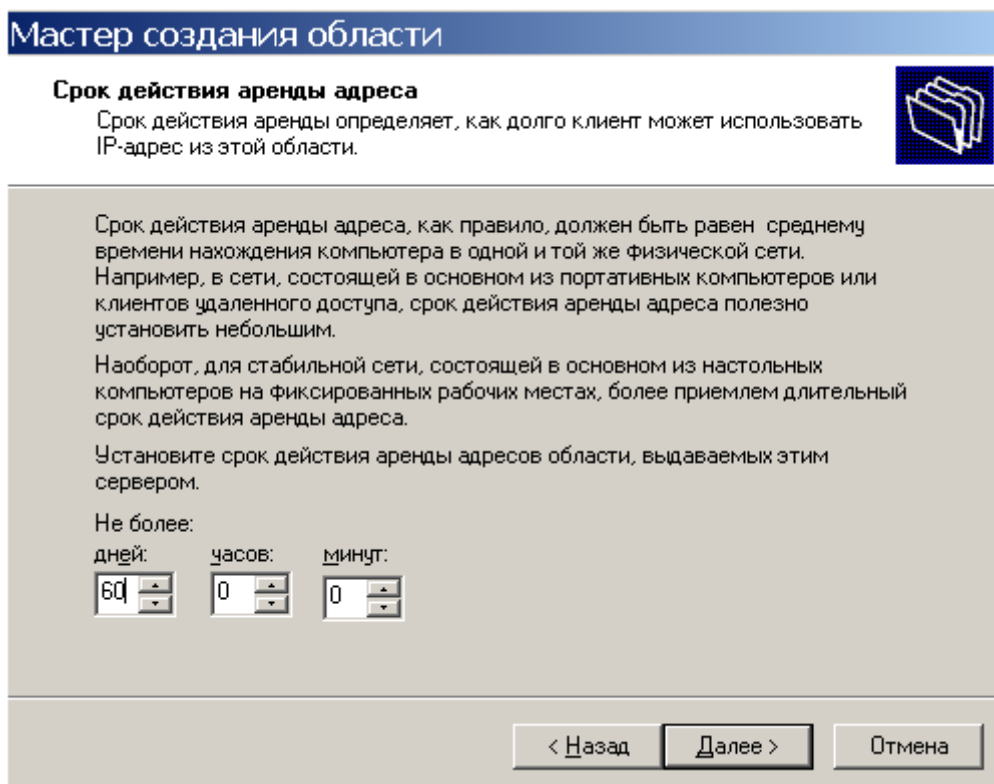 Мастер создания области
Срок действия аренды адреса
Срок действия аренды определяет, как долго клиент может использовать
IP-адрес из этой области.
Срок действия аренды адреса, как правило, должен быть равен среднему
времени нахождения компьютера в одной и той же физической сети.
Например, в сети, состоящей в основном из портативных компьютеров или
клиентов удаленного доступа, срок действия аренды адреса полезно
установить небольшим.
Наоборот, для стабильной сети, состоящей в основном из настольных
компьютеров на фиксированных рабочих местах, более приемлем длительный
срок действия аренды адреса.
Установите срок действия аренды адресов области, выдаваемых этим
сервером.
Не более:
дней: часов: минут:
60 0 0
< Назад Далее > Отмена